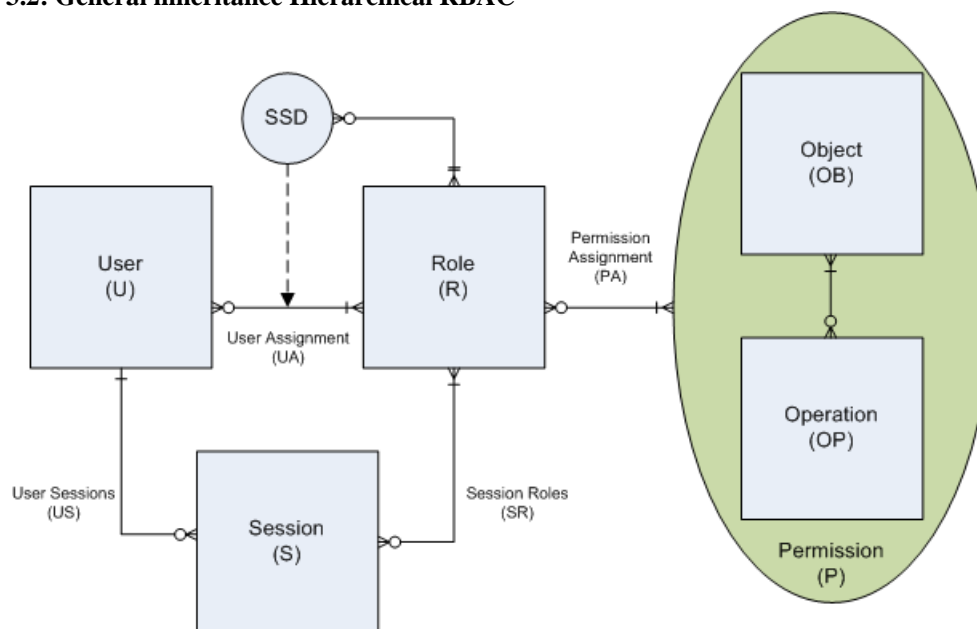 3.2: General Inheritance Hierarchical RBAC
SSD
Object
(OB)
User
(U)
Role
(R)
Permission
Assignment
(PA)
User Assignment
(UA)
Operation
(OP)
User Sessions
(US)
Session Roles
(SR)
Session
(S)
Permission
(P)